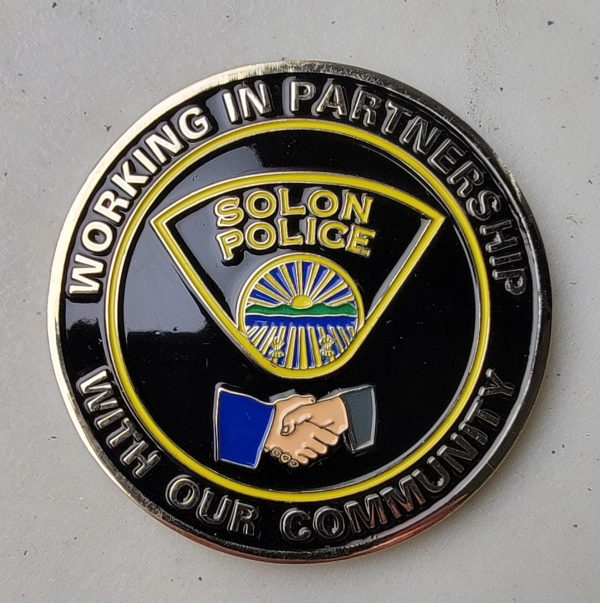 WORKING IN PARTNERSHIP
SOLON
POLICE
WITH OUR COMMUNITY